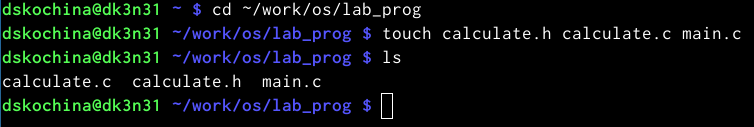 dskochina@dk3n31 ~ $ cd ~/work/os/lab_prog
dskochina@dk3n31 ~/work/os/lab_prog $ touch calculate.h calculate.c main.c
dskochina@dk3n31 ~/work/os/lab_prog $ ls
calculate.c  calculate.h  main.c
dskochina@dk3n31 ~/work/os/lab_prog $